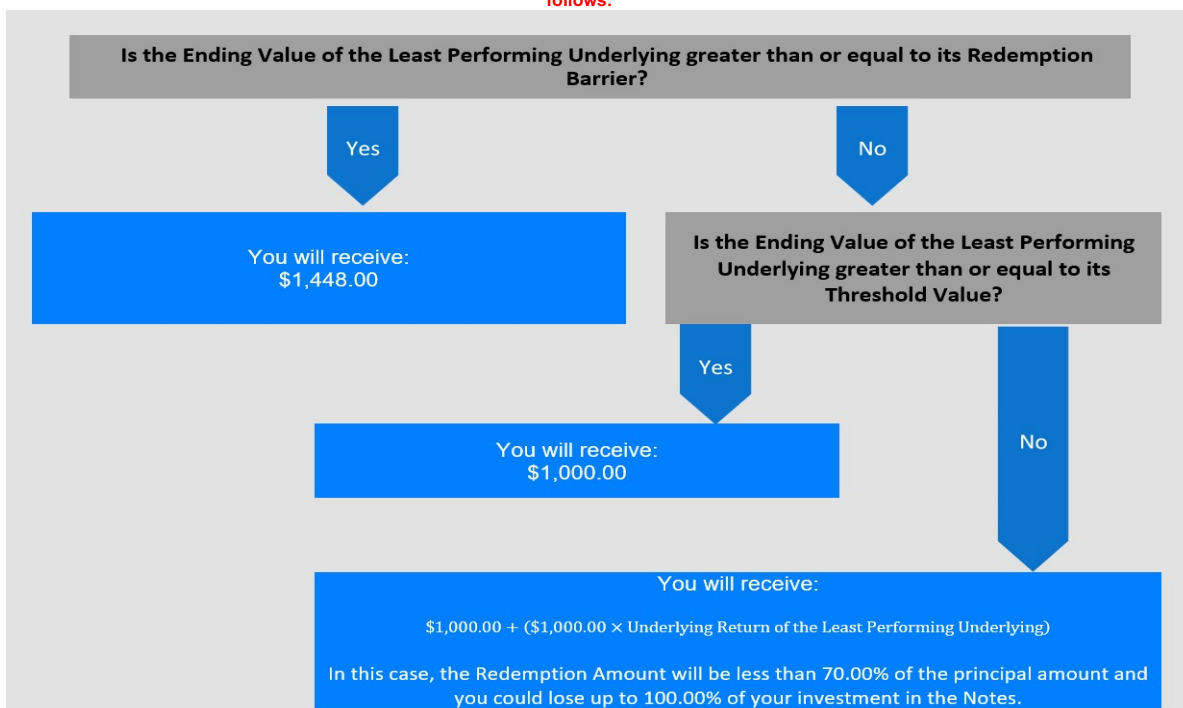 follows:
Is the Ending Value of the Least Performing Underlying greater than or equal to its Redemption
Barrier?
Yes
No
You will receive:
$1,448.00
Is the Ending Value of the Least Performing
Underlying greater than or equal to its
Threshold Value?
Yes
No
You will receive:
$1,000.00
You will receive:
$1,000.00 + ($1,000.00 × Underlying Return of the Least Performing Underlying)
In this case, the Redemption Amount will be less than 70.00% of the principal amount and
you could lose up to 100.00% of your investment in the Notes.